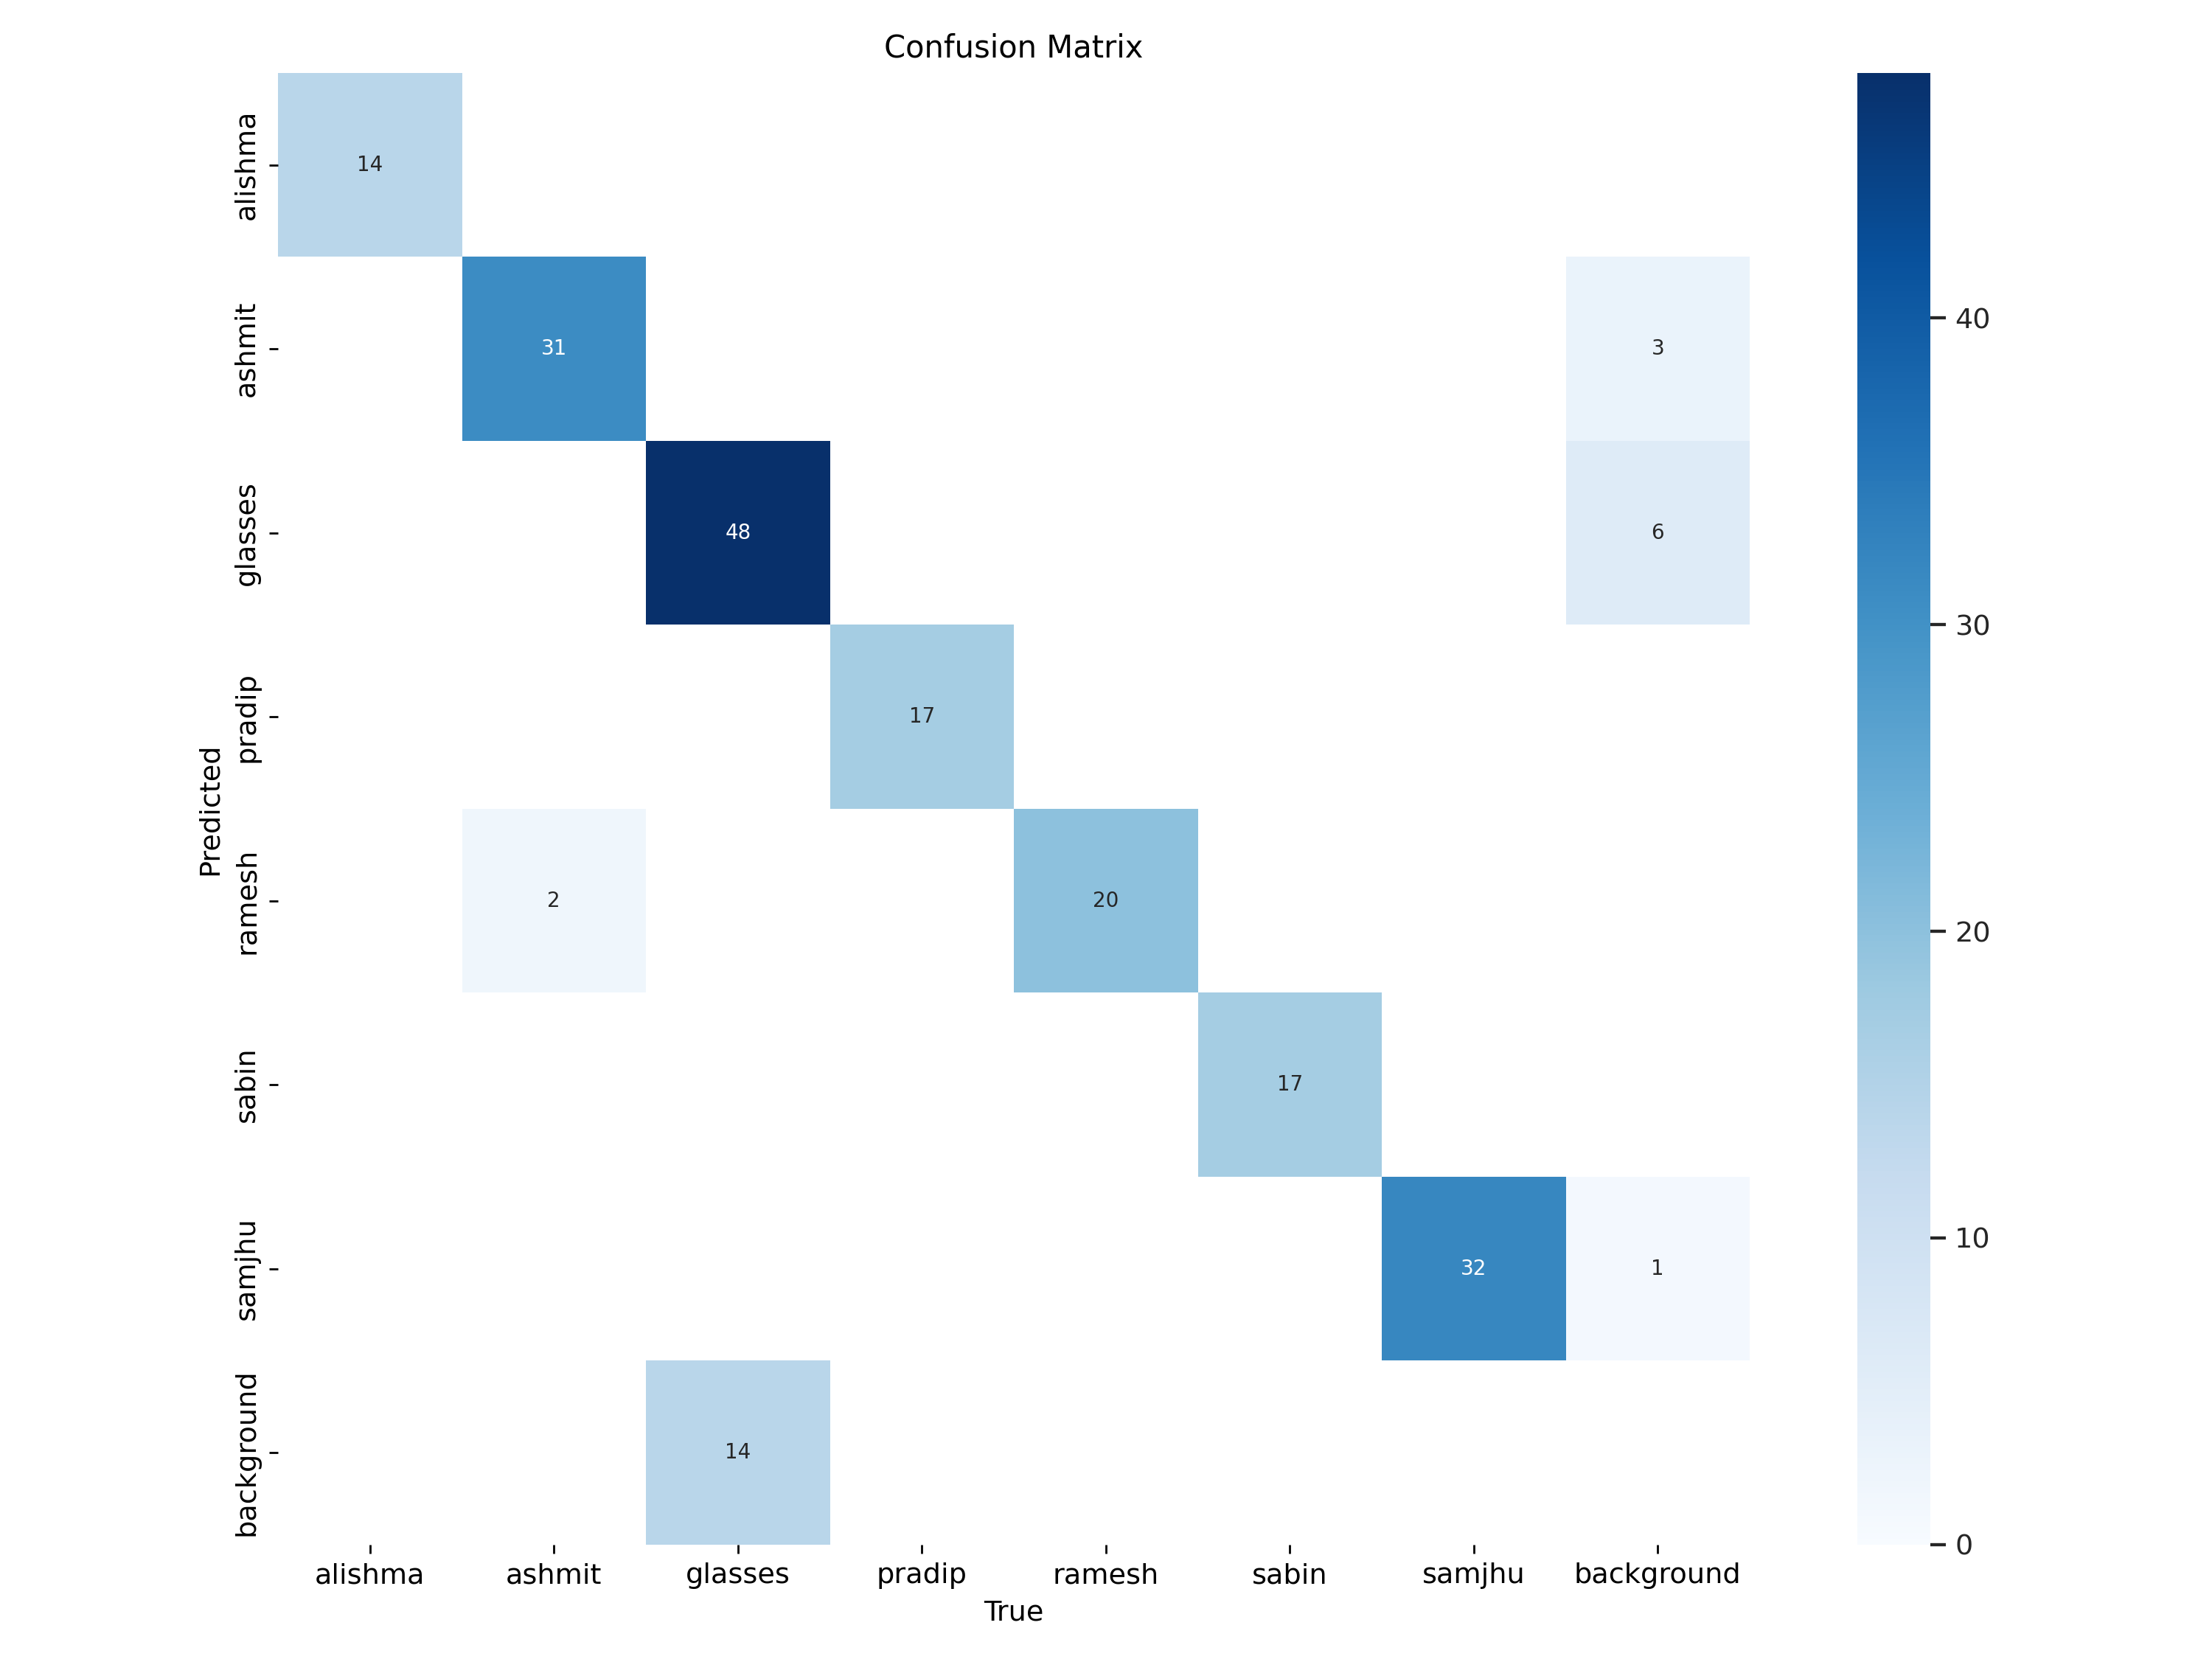 Confusion Matrix
alishma
14
ashmit
31
3
40
glasses
48
6
30
pradip
17
Predicted
ramesh
2
20
20
sabin
17
samjhu
32
1
10
background
14
0
alishma ashmit glasses pradip ramesh sabin samjhu background
True